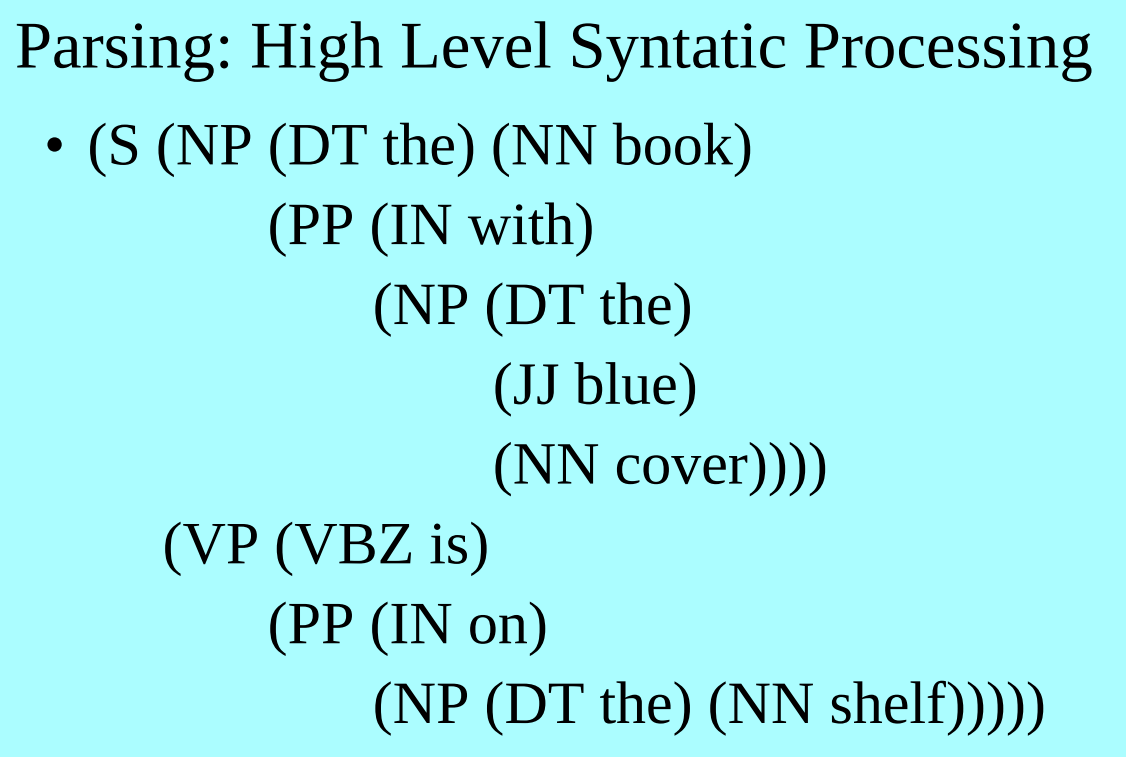 Parsing: High Level Syntatic Processing
• (S (NP (DT the) (NN book)
(PP (IN with)
(NP (DT the)
(JJ blue)
(NN cover))))
(VP (VBZ is)
(PP (IN on)
(NP (DT the) (NN shelf)))))